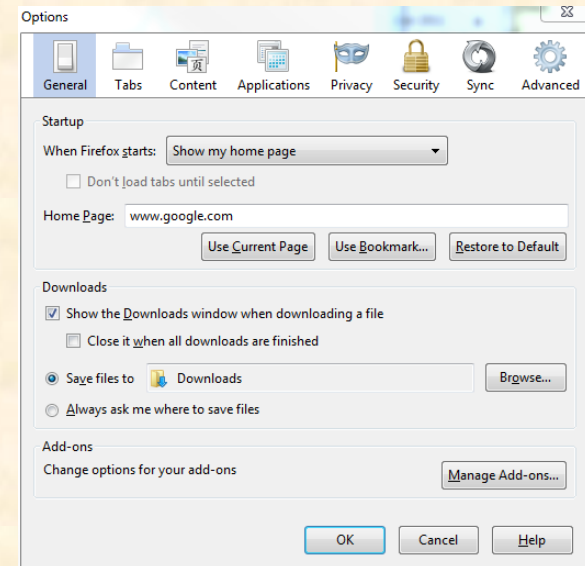 Options
General Tabs Content Applications Privacy Security Sync Advanced
Startup
When Firefox starts: Show my home page
Don't load tabs until selected
Home Page: www.google.com
Use Current Page Use Bookmark... Restore to Default
Downloads
Show the Downloads window when downloading a file
Close it when all downloads are finished
Save files to Downloads Browse...
Always ask me where to save files
Add-ons
Change options for your add-ons Manage Add-ons...
OK Cancel Help